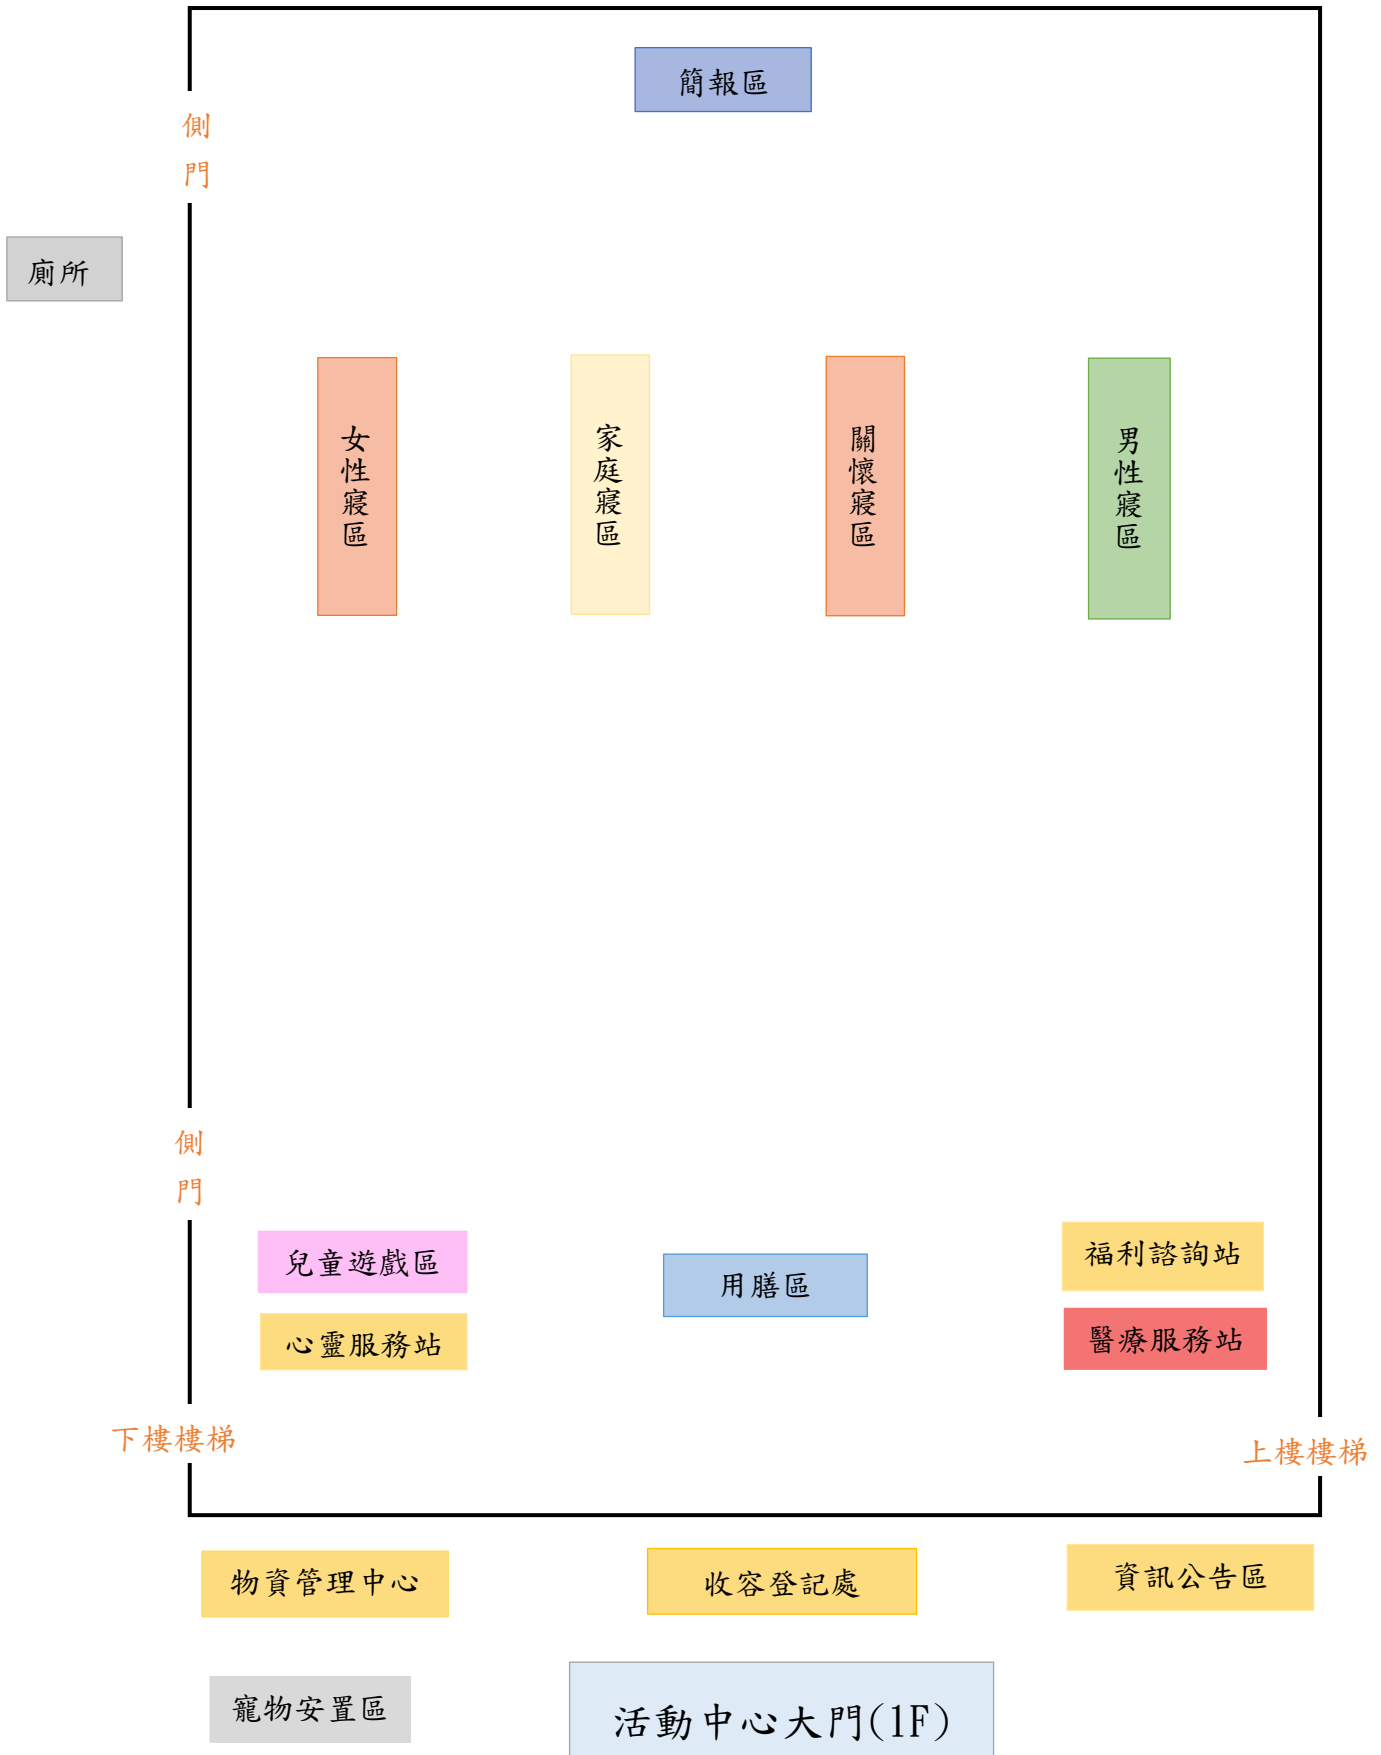 簡報區
側
門
廁所
女性寢區
家庭寢區
關懷寢區
男性寢區
側
門
兒童遊戲區
用膳區
福利諮詢站
心靈服務站
醫療服務站
下樓樓梯
上樓樓梯
物資管理中心
收容登記處
資訊公告區
寵物安置區
活動中心大門(1F)